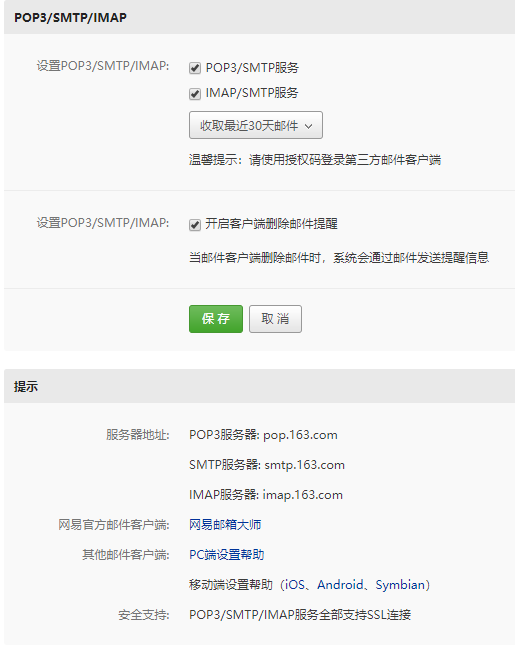 POP3/SMTP/IMAP
设置POP3/SMTP/IMAP: POP3/SMTP服务
IMAP/SMTP服务
收取最近30天邮件
温馨提示：请使用授权码登录第三方邮件客户端
设置POP3/SMTP/IMAP: 开启客户端删除邮件提醒
当邮件客户端删除邮件时，系统会通过邮件发送提醒信息
保 存 取 消
提示
服务器地址: POP3服务器: pop.163.com
SMTP服务器: smtp.163.com
IMAP服务器: imap.163.com
网易官方邮件客户端: 网易邮箱大师
其他邮件客户端: PC端设置帮助
移动端设置帮助（iOS、Android、Symbian）
安全支持: POP3/SMTP/IMAP服务全部支持SSL连接